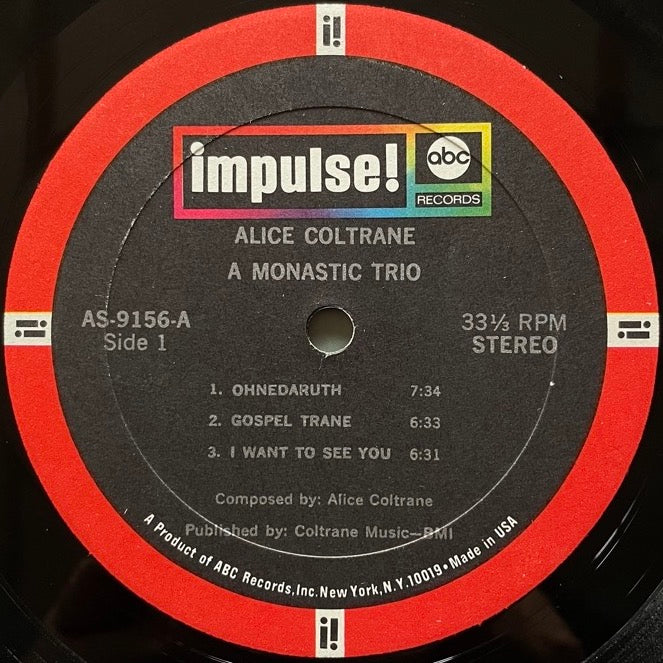 i!
impulse!
abc
RECORDS
ALICE COLTRANE
A MONASTIC TRIO
i!
AS-9156-A
Side 1
33⅓ RPM
STEREO
i!
1. OHNEDARUTH 7:34
2. GOSPEL TRANE 6:33
3. I WANT TO SEE YOU 6:31
Composed by: Alice Coltrane
Published by: Coltrane Music—BMI
A Product of ABC Records, Inc. New York, N.Y. 10019 • Made in USA
i!